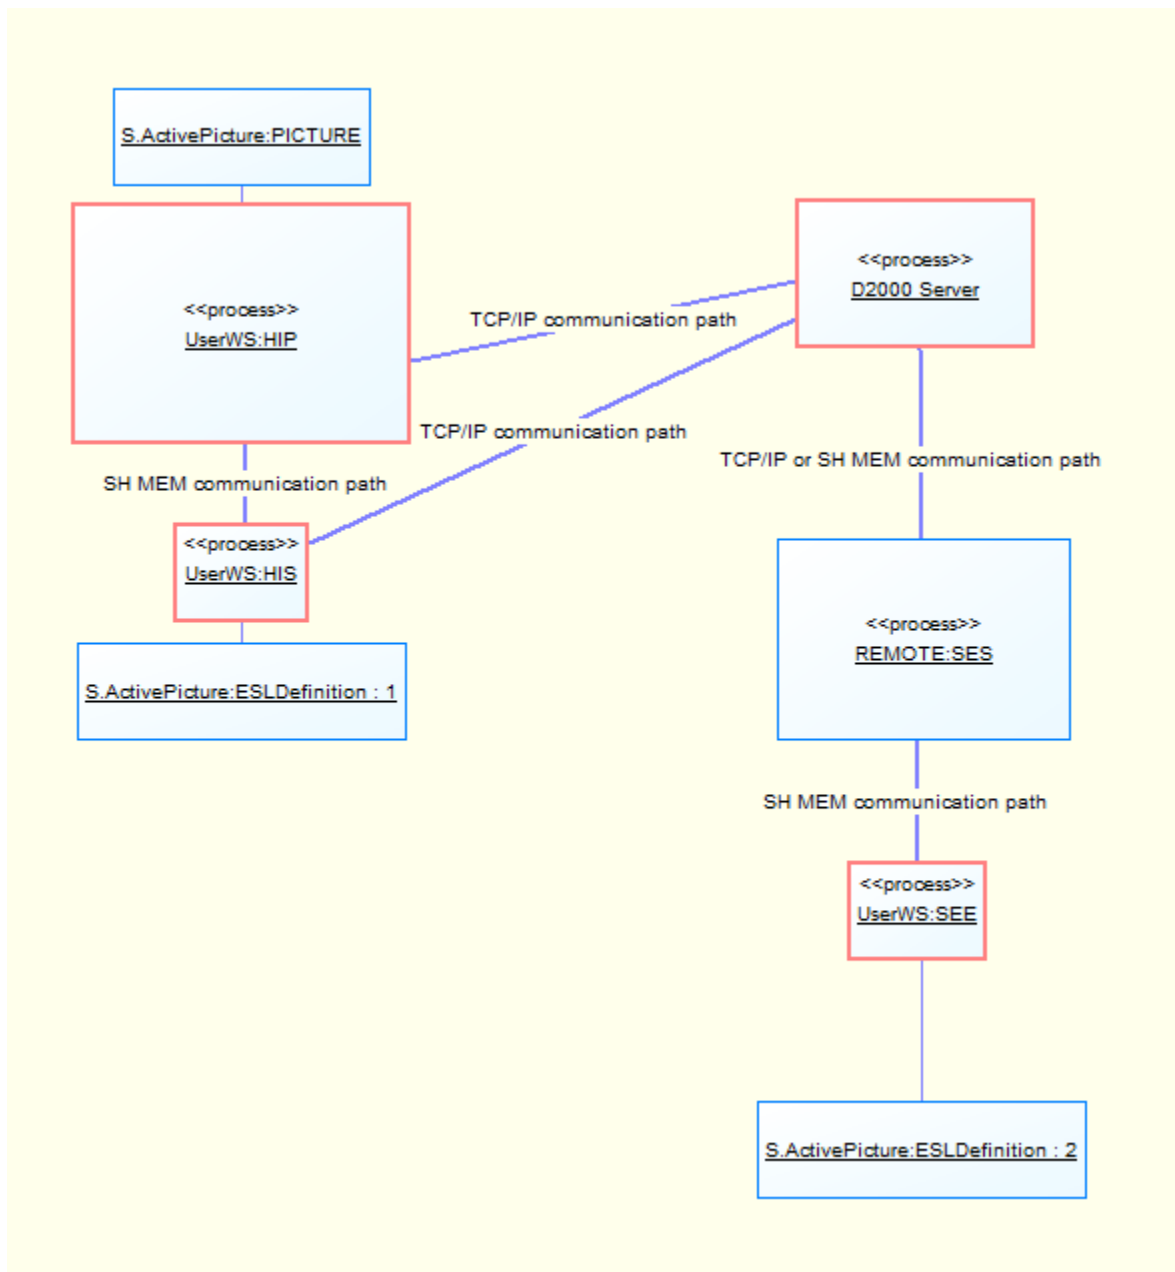 S.ActivePicture:PICTURE
<<process>>
UserWS:HIP
<<process>>
D2000 Server
TCP/IP communication path
TCP/IP communication path
TCP/IP or SH MEM communication path
SH MEM communication path
<<process>>
UserWS:HIS
S.ActivePicture:ESLDefinition : 1
<<process>>
REMOTE:SES
SH MEM communication path
<<process>>
UserWS:SEE
S.ActivePicture:ESLDefinition : 2